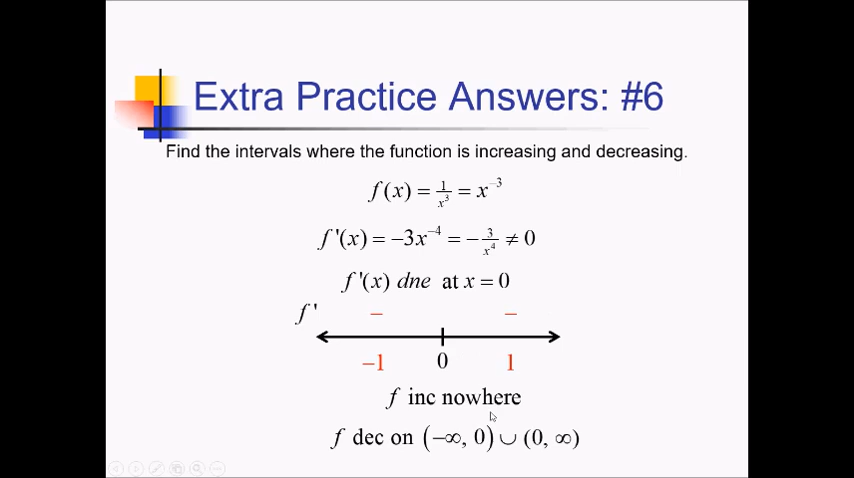 Extra Practice Answers: #6
Find the intervals where the function is increasing and decreasing.
f(x) = 1/x³ = x⁻³
f'(x) = −3x⁻⁴ = −3/x⁴ ≠ 0
f'(x) dne at x = 0
f' − −
−1 0 1
f inc nowhere
f dec on (−∞, 0) ∪ (0, ∞)